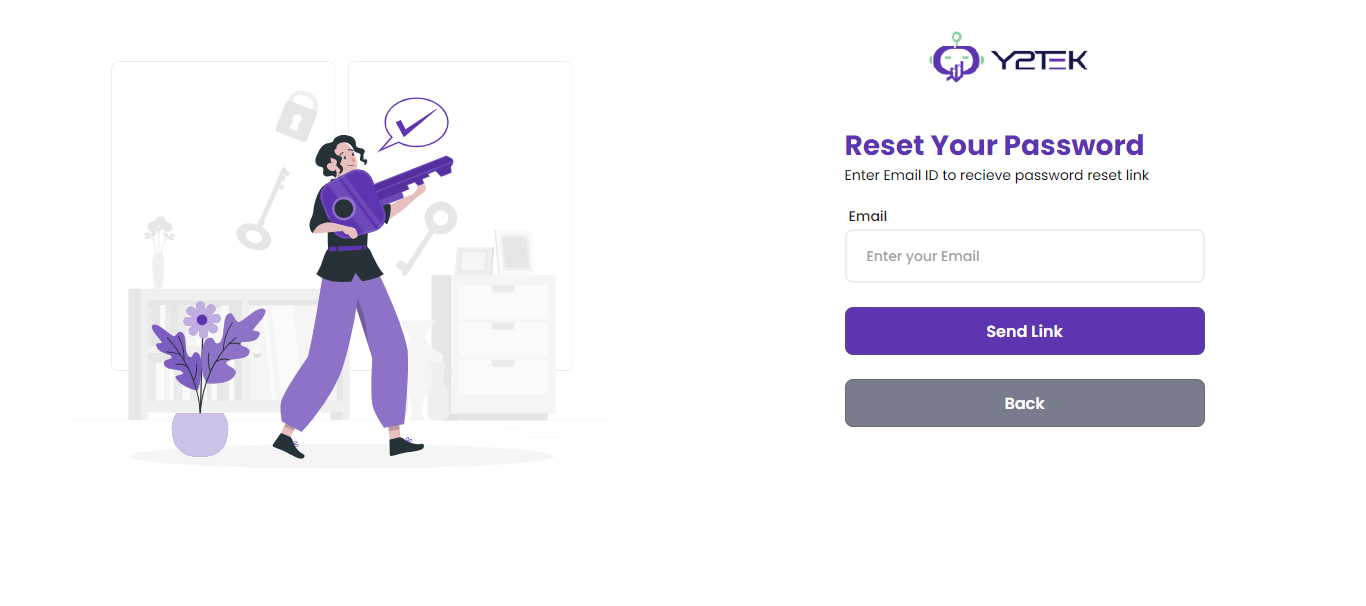 Y2TEK
Reset Your Password
Enter Email ID to recieve password reset link
Email
Enter your Email
Send Link
Back